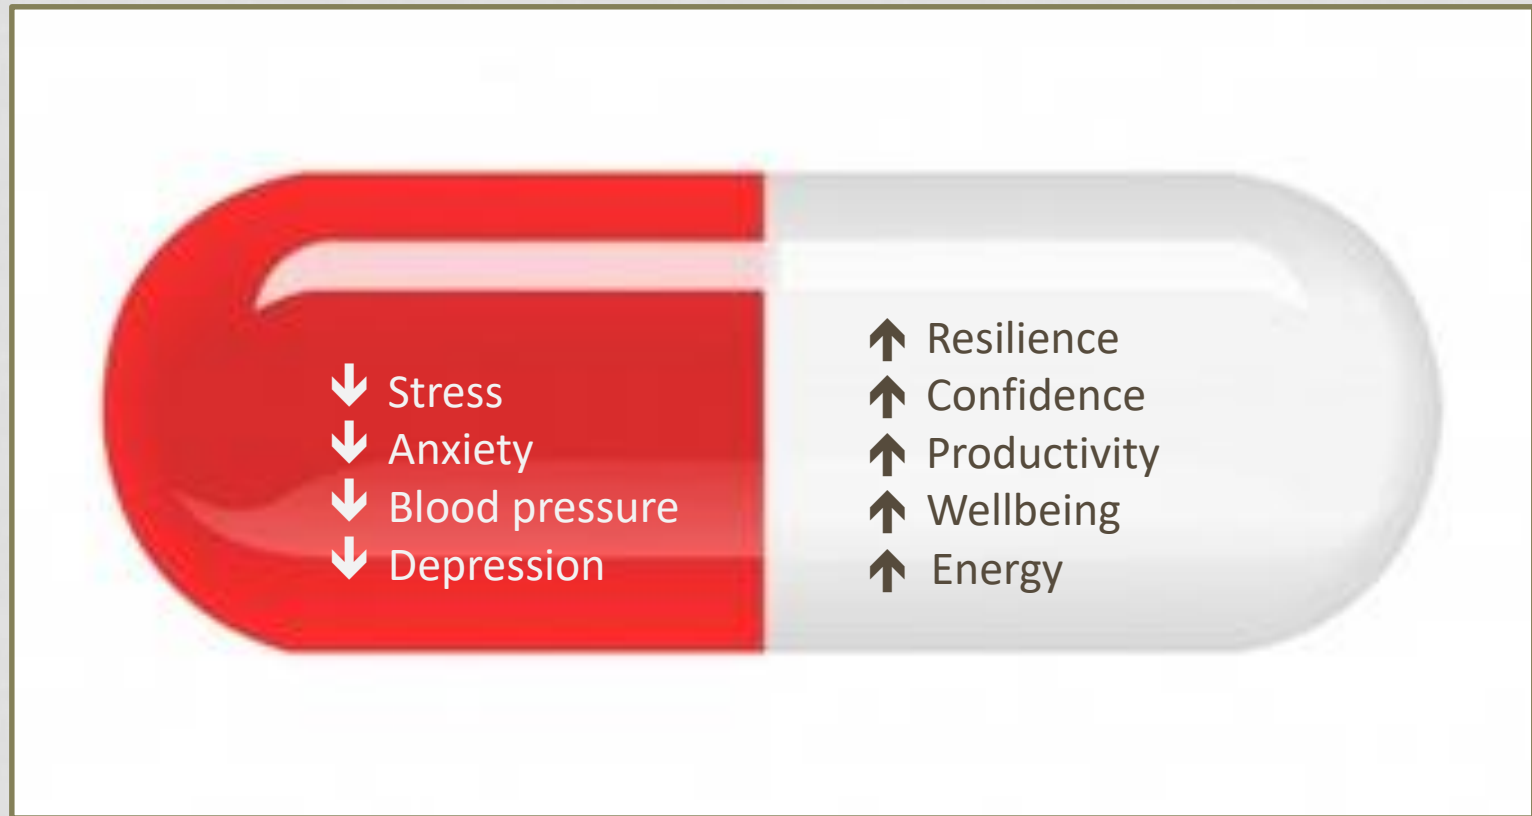 ↓ Stress
↓ Anxiety
↓ Blood pressure
↓ Depression
↑ Resilience
↑ Confidence
↑ Productivity
↑ Wellbeing
↑ Energy